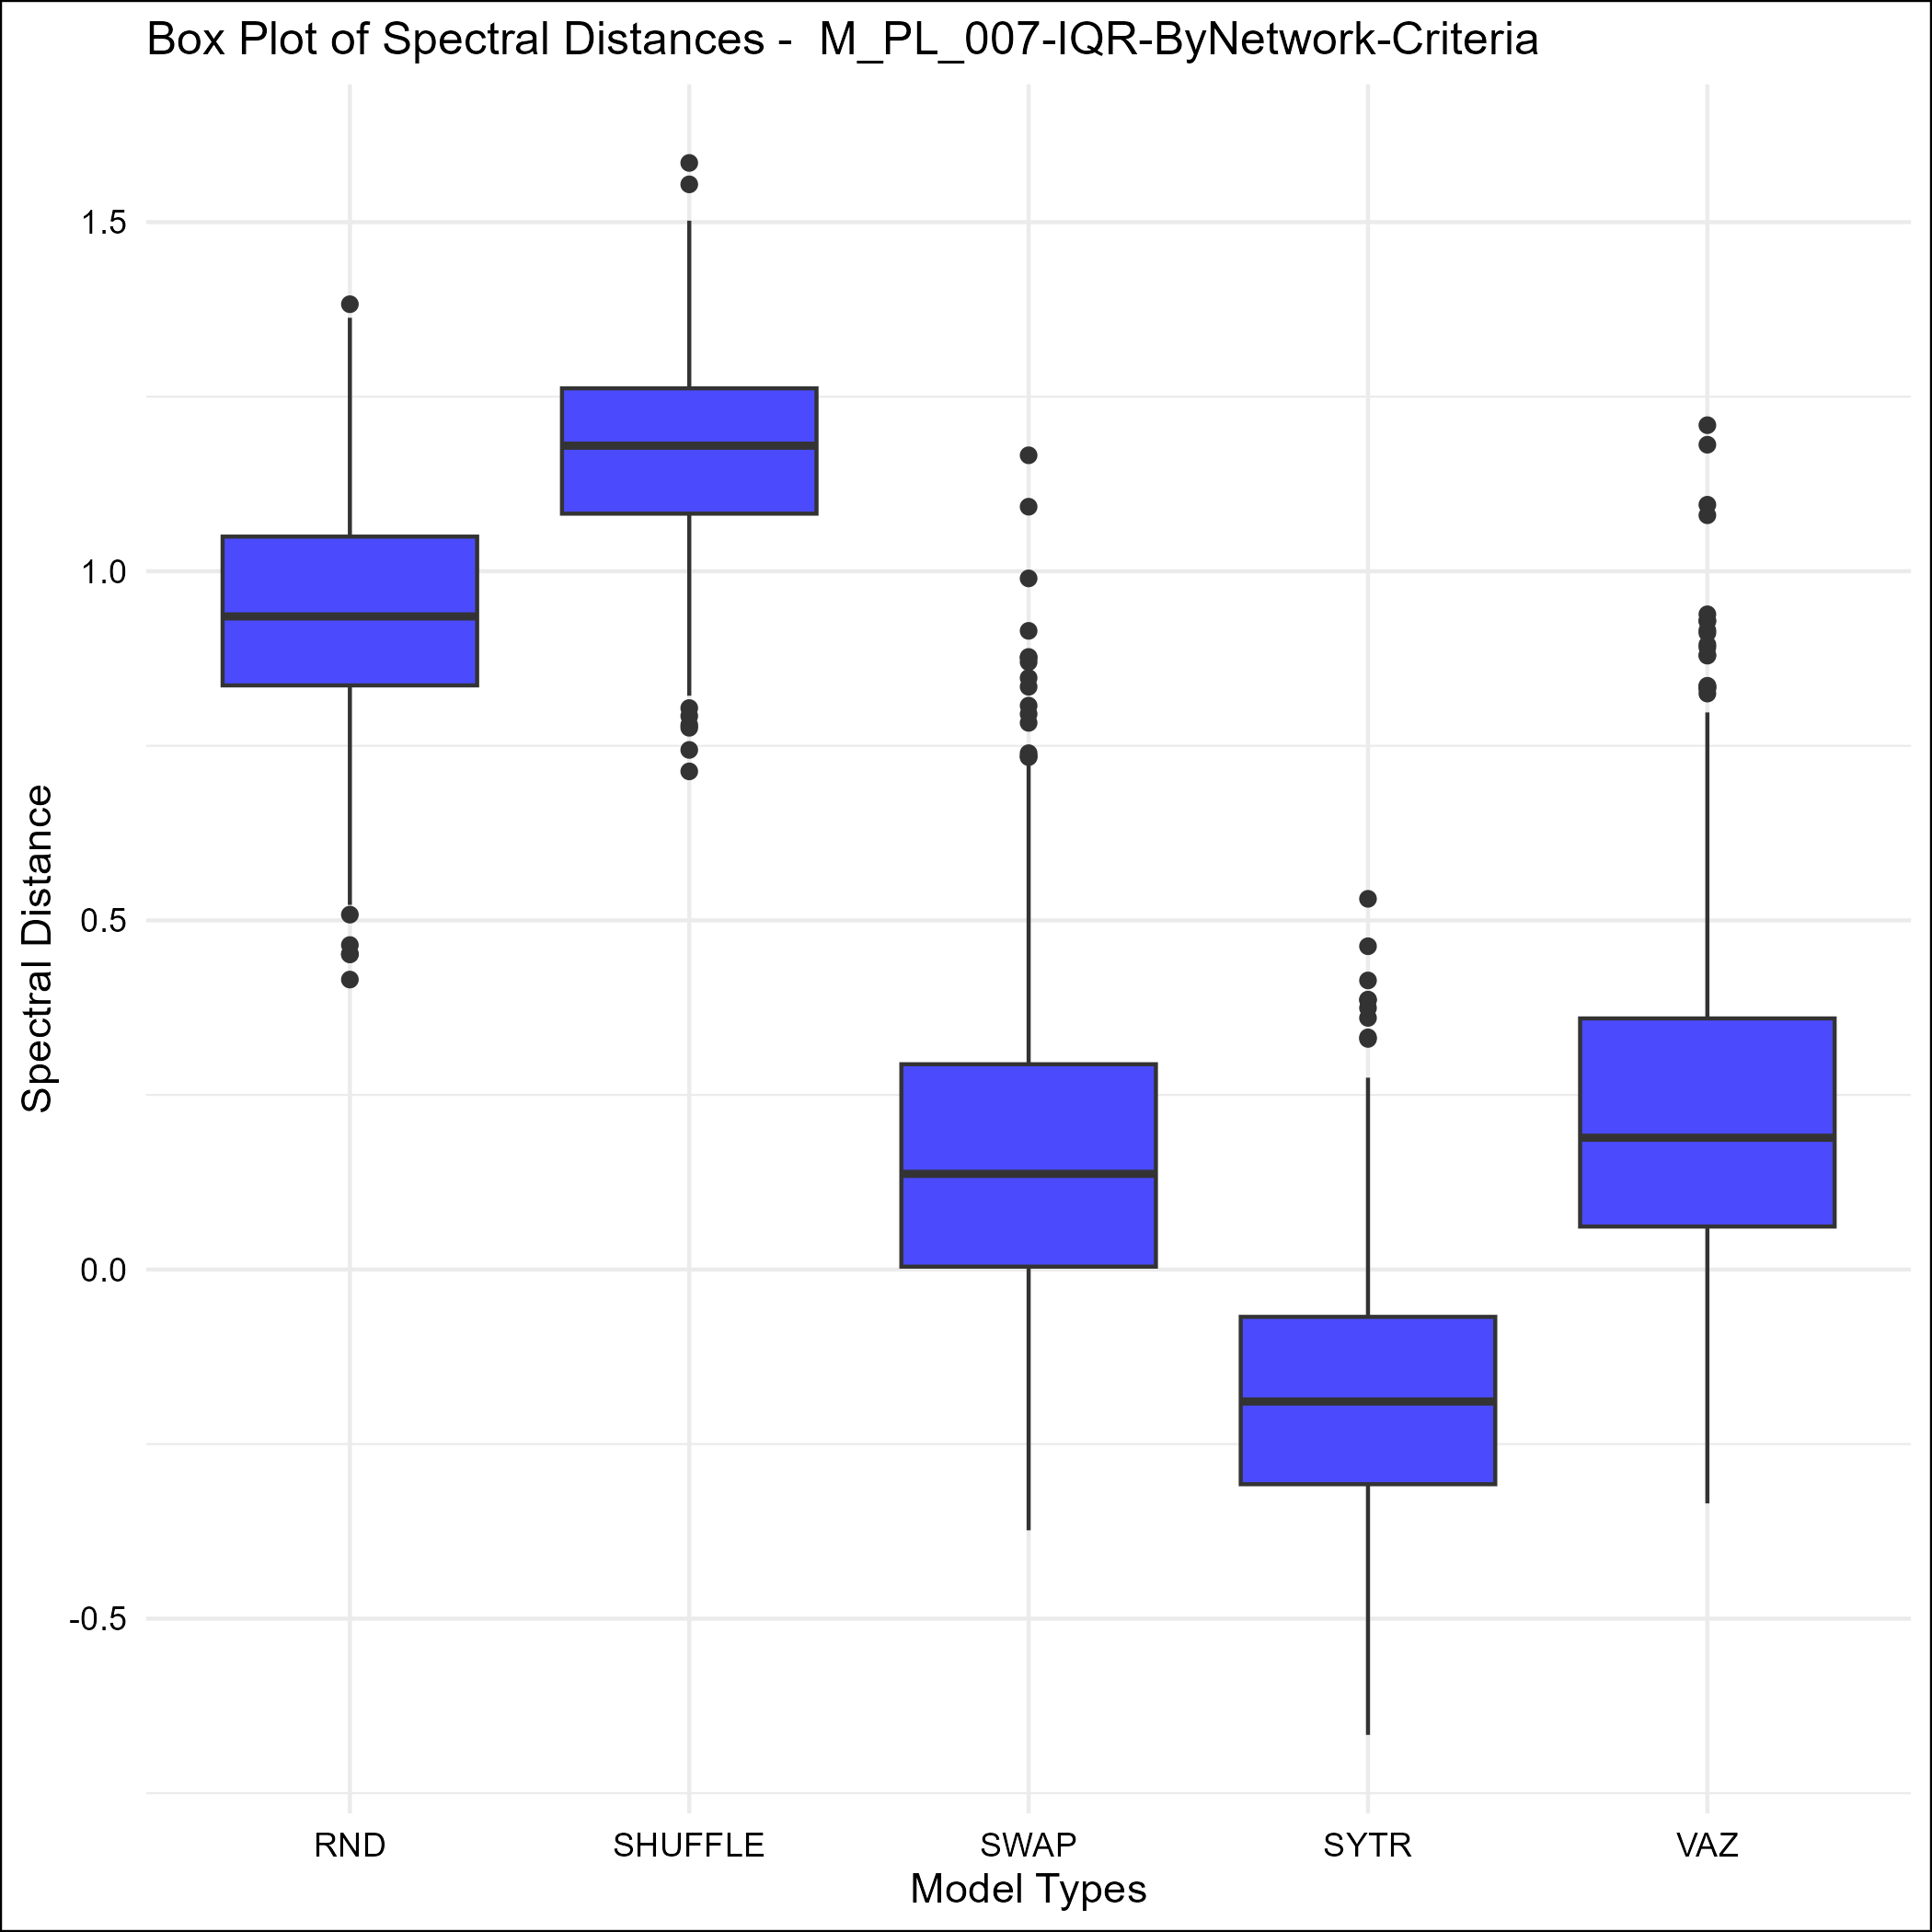 Box Plot of Spectral Distances -  M_PL_007-IQR-ByNetwork-Criteria
Spectral Distance
1.5
1.0
0.5
0.0
-0.5
RND SHUFFLE SWAP SYTR VAZ
Model Types